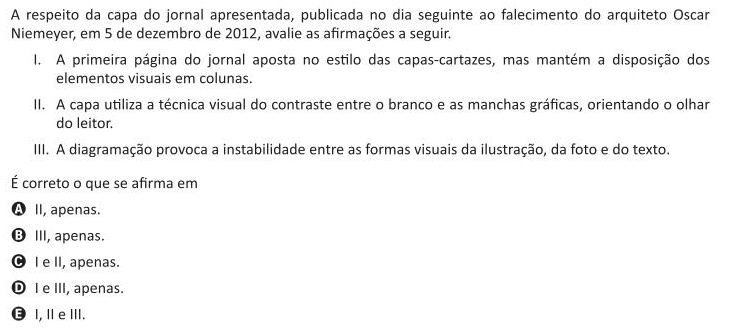 A respeito da capa do jornal apresentada, publicada no dia seguinte ao falecimento do arquiteto Oscar
Niemeyer, em 5 de dezembro de 2012, avalie as afirmações a seguir.
I. A primeira página do jornal aposta no estilo das capas-cartazes, mas mantém a disposição dos
elementos visuais em colunas.
II. A capa utiliza a técnica visual do contraste entre o branco e as manchas gráficas, orientando o olhar
do leitor.
III. A diagramação provoca a instabilidade entre as formas visuais da ilustração, da foto e do texto.
É correto o que se afirma em
A II, apenas.
B III, apenas.
C I e II, apenas.
D I e III, apenas.
E I, II e III.